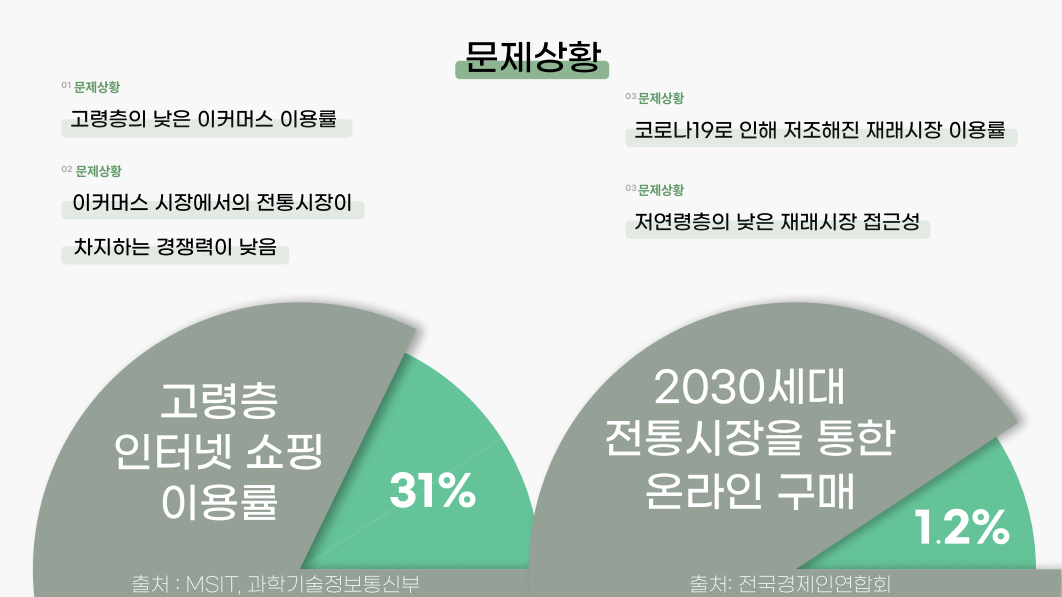 문제상황
01 문제상황
고령층의 낮은 이커머스 이용률
02 문제상황
이커머스 시장에서의 전통시장이
차지하는 경쟁력이 낮음
03 문제상황
코로나19로 인해 저조해진 재래시장 이용률
03 문제상황
저연령층의 낮은 재래시장 접근성
고령층
인터넷 쇼핑
이용률
31%
출처 : MSIT, 과학기술정보통신부
2030세대
전통시장을 통한
온라인 구매
1.2%
출처: 전국경제인연합회